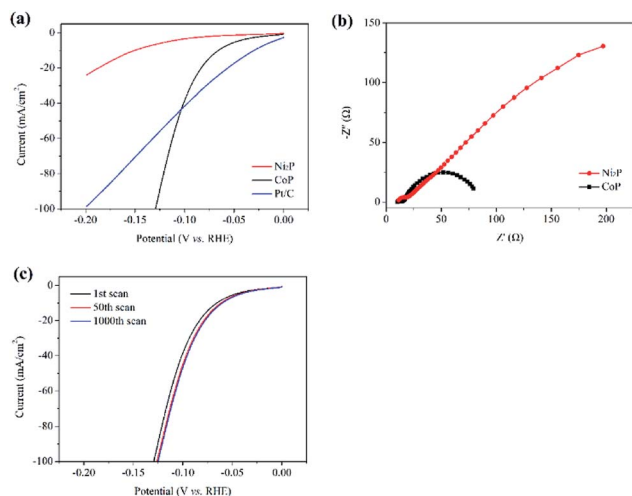 (a)
0
-20
-40
-60
-80
-100
Current (mA/cm²)
Ni₂P
CoP
Pt/C
-0.20
-0.15
-0.10
-0.05
0.00
Potential (V vs. RHE)
(b)
150
125
100
75
50
25
0
-Z'' (Ω)
Ni₂P
CoP
0
50
100
150
200
Z' (Ω)
(c)
0
-20
-40
-60
-80
-100
Current (mA/cm²)
1st scan
50th scan
1000th scan
-0.20
-0.15
-0.10
-0.05
0.00
Potential (V vs. RHE)